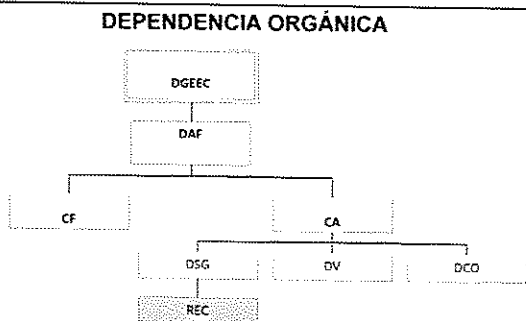 DEPENDENCIA ORGÁNICA
DGEEC
DAF
CF
CA
DSG
DV
DCO
REC